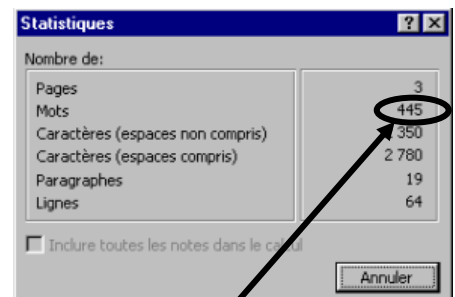 Statistiques
Nombre de:
Pages 3
Mots 445
Caractères (espaces non compris) 350
Caractères (espaces compris) 2 780
Paragraphes 19
Lignes 64
Inclure toutes les notes dans le calcul
Annuler